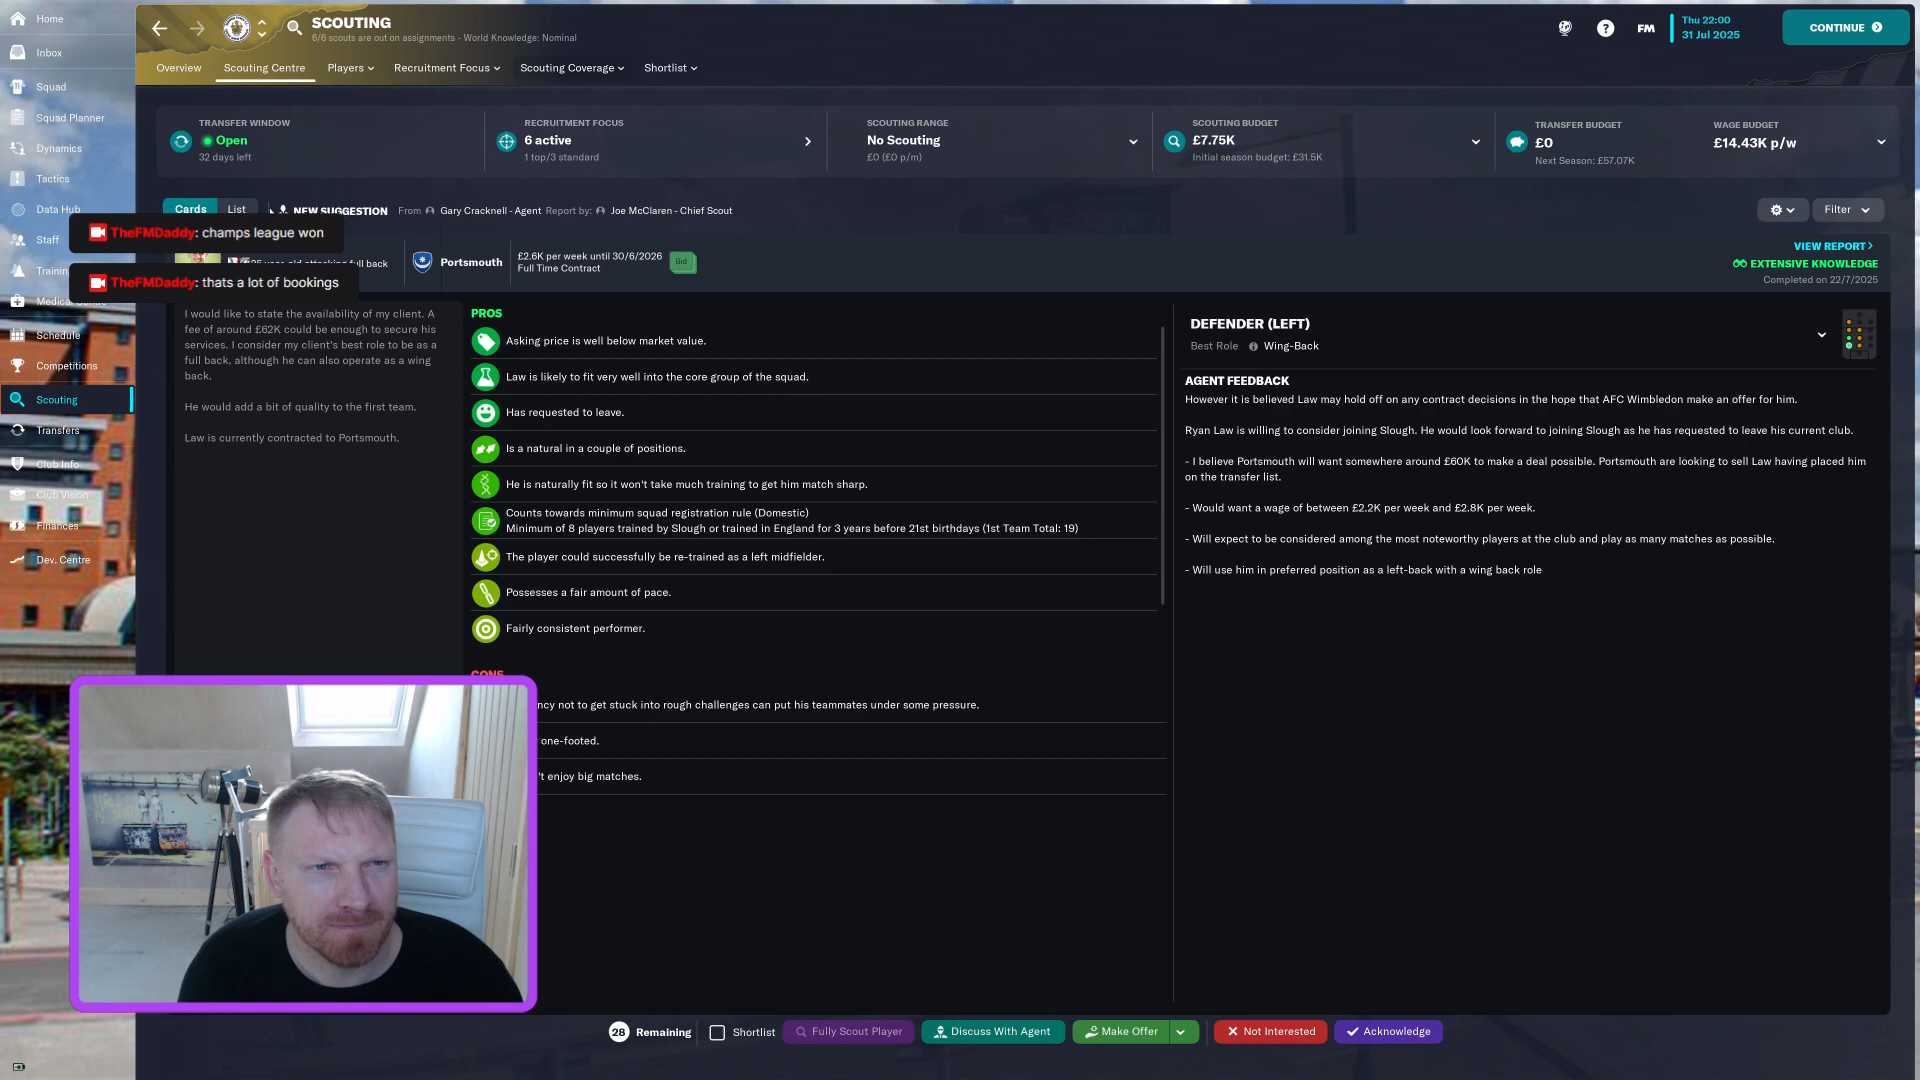 Home
Inbox
Squad
Squad Planner
Dynamics
Tactics
Data Hub
Staff
Trainin
Medical Centre
Schedule
Competitions
Scouting
Transfers
Club Info
Club Vision
Finances
Dev. Centre
SCOUTING
6/6 scouts are out on assignments - World Knowledge: Nominal
FM
Thu 22:00
31 Jul 2025
CONTINUE
Overview
Scouting Centre
Players
Recruitment Focus
Scouting Coverage
Shortlist
TRANSFER WINDOW
Open
32 days left
RECRUITMENT FOCUS
6 active
1 top/3 standard
SCOUTING RANGE
No Scouting
£0 (£0 p/m)
SCOUTING BUDGET
£7.75K
Initial season budget: £31.5K
TRANSFER BUDGET
£0
Next Season: £57.07K
WAGE BUDGET
£14.43K p/w
Cards
List
NEW SUGGESTION
From Gary Cracknell - Agent Report by: Joe McClaren - Chief Scout
Filter
TheFMDaddy: champs league won
TheFMDaddy: thats a lot of bookings
25 year old attacking full back
Portsmouth
£2.6K per week until 30/6/2026
Full Time Contract
Bid
VIEW REPORT
EXTENSIVE KNOWLEDGE
Completed on 22/7/2025
I would like to state the availability of my client. A
fee of around £62K could be enough to secure his
services. I consider my client's best role to be as a
full back, although he can also operate as a wing
back.
He would add a bit of quality to the first team.
Law is currently contracted to Portsmouth.
PROS
Asking price is well below market value.
Law is likely to fit very well into the core group of the squad.
Has requested to leave.
Is a natural in a couple of positions.
He is naturally fit so it won't take much training to get him match sharp.
Counts towards minimum squad registration rule (Domestic)
Minimum of 8 players trained by Slough or trained in England for 3 years before 21st birthdays (1st Team Total: 19)
The player could successfully be re-trained as a left midfielder.
Possesses a fair amount of pace.
Fairly consistent performer.
CONS
ncy not to get stuck into rough challenges can put his teammates under some pressure.
one-footed.
't enjoy big matches.
DEFENDER (LEFT)
Best Role Wing-Back
AGENT FEEDBACK
However it is believed Law may hold off on any contract decisions in the hope that AFC Wimbledon make an offer for him.
Ryan Law is willing to consider joining Slough. He would look forward to joining Slough as he has requested to leave his current club.
- I believe Portsmouth will want somewhere around £60K to make a deal possible. Portsmouth are looking to sell Law having placed him
on the transfer list.
- Would want a wage of between £2.2K per week and £2.8K per week.
- Will expect to be considered among the most noteworthy players at the club and play as many matches as possible.
- Will use him in preferred position as a left-back with a wing back role
28 Remaining
Shortlist
Fully Scout Player
Discuss With Agent
Make Offer
Not Interested
Acknowledge